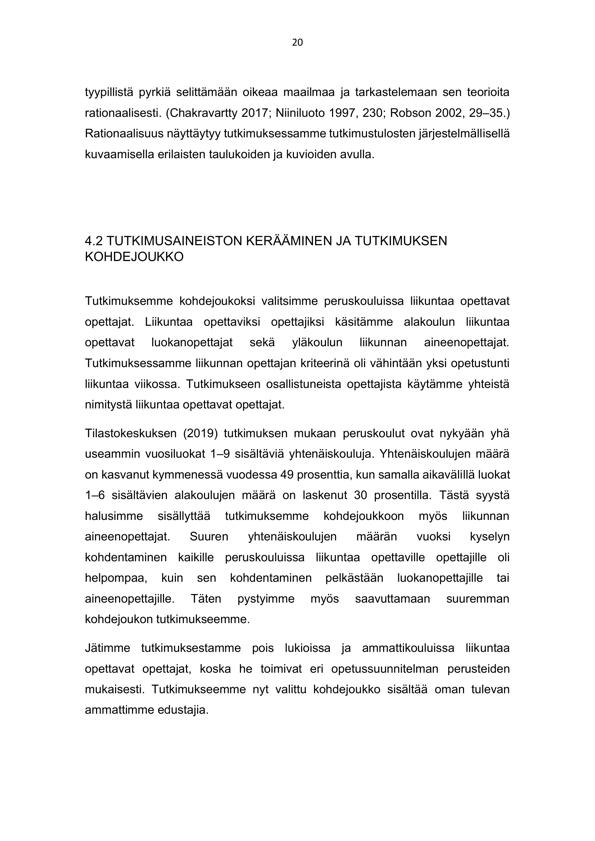 20
tyypillistä pyrkiä selittämään oikeaa maailmaa ja tarkastelemaan sen teorioita
rationaalisesti. (Chakravartty 2017; Niiniluoto 1997, 230; Robson 2002, 29–35.)
Rationaalisuus näyttäytyy tutkimuksessamme tutkimustulosten järjestelmällisellä
kuvaamisella erilaisten taulukoiden ja kuvioiden avulla.
4.2 TUTKIMUSAINEISTON KERÄÄMINEN JA TUTKIMUKSEN
KOHDEJOUKKO
Tutkimuksemme kohdejoukoksi valitsimme peruskouluissa liikuntaa opettavat
opettajat. Liikuntaa opettaviksi opettajiksi käsitämme alakoulun liikuntaa
opettavat luokanopettajat sekä yläkoulun liikunnan aineenopettajat.
Tutkimuksessamme liikunnan opettajan kriteerinä oli vähintään yksi opetustunti
liikuntaa viikossa. Tutkimukseen osallistuneista opettajista käytämme yhteistä
nimitystä liikuntaa opettavat opettajat.
Tilastokeskuksen (2019) tutkimuksen mukaan peruskoulut ovat nykyään yhä
useammin vuosiluokat 1–9 sisältäviä yhtenäiskouluja. Yhtenäiskoulujen määrä
on kasvanut kymmenessä vuodessa 49 prosenttia, kun samalla aikavälillä luokat
1–6 sisältävien alakoulujen määrä on laskenut 30 prosentilla. Tästä syystä
halusimme sisällyttää tutkimuksemme kohdejoukkoon myös liikunnan
aineenopettajat. Suuren yhtenäiskoulujen määrän vuoksi kyselyn
kohdentaminen kaikille peruskouluissa liikuntaa opettaville opettajille oli
helpompaa, kuin sen kohdentaminen pelkästään luokanopettajille tai
aineenopettajille. Täten pystyimme myös saavuttamaan suuremman
kohdejoukon tutkimukseemme.
Jätimme tutkimuksestamme pois lukioissa ja ammattikouluissa liikuntaa
opettavat opettajat, koska he toimivat eri opetussuunnitelman perusteiden
mukaisesti. Tutkimukseemme nyt valittu kohdejoukko sisältää oman tulevan
ammattimme edustajia.